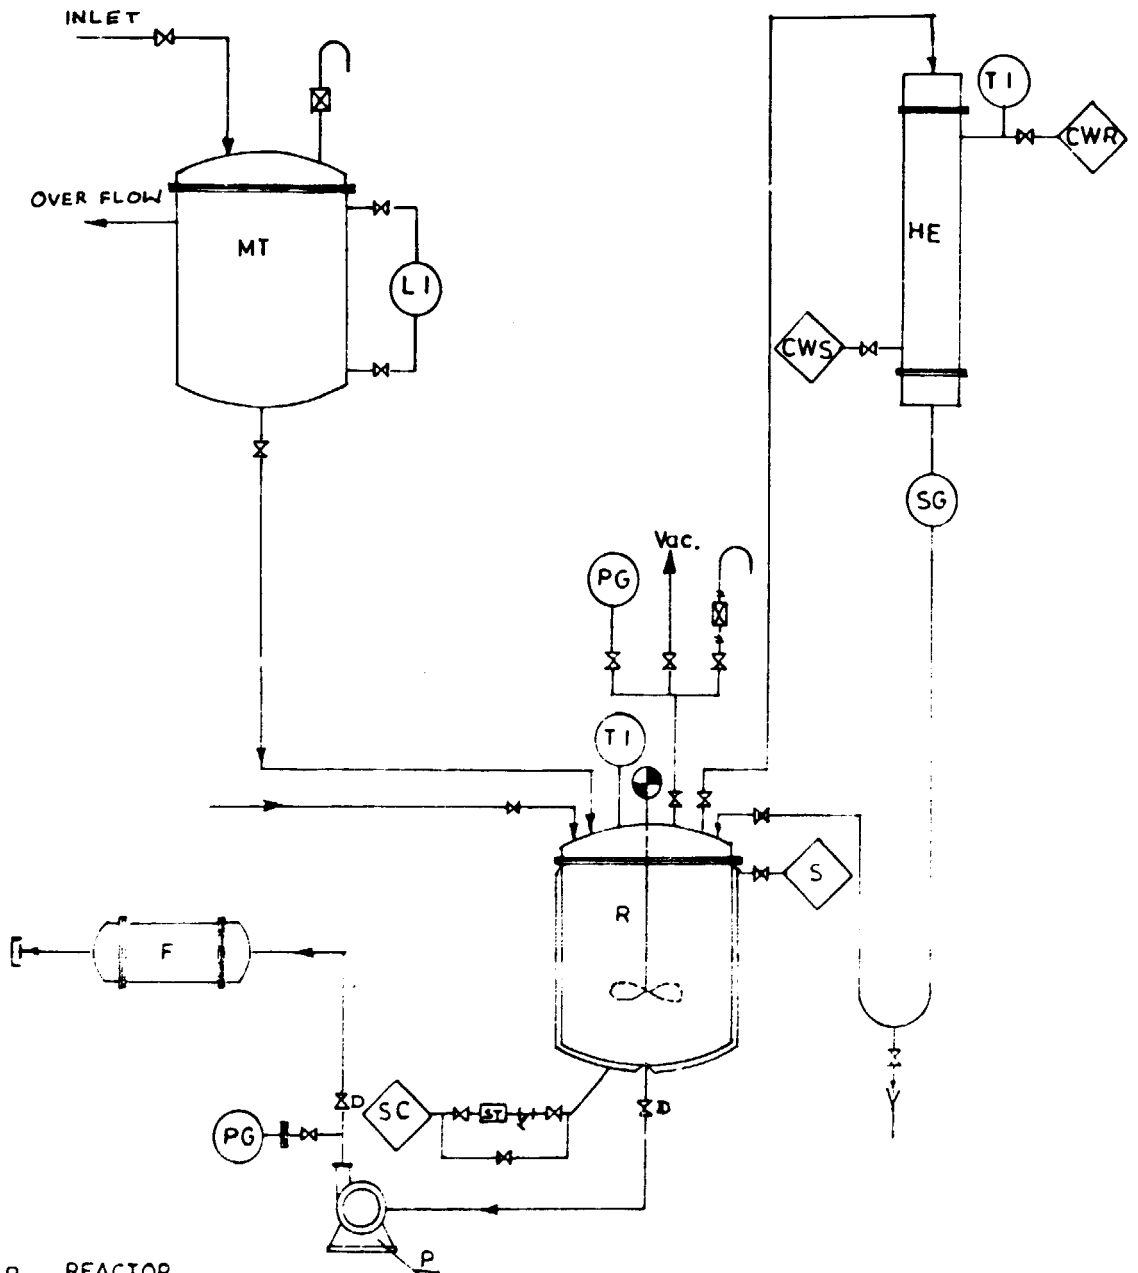 INLET
TI
CWR
OVER FLOW
MT
HE
LI
CWS
SG
Vac.
PG
TI
S
R
F
D
SC
ST
D
PG
P
REACTOR